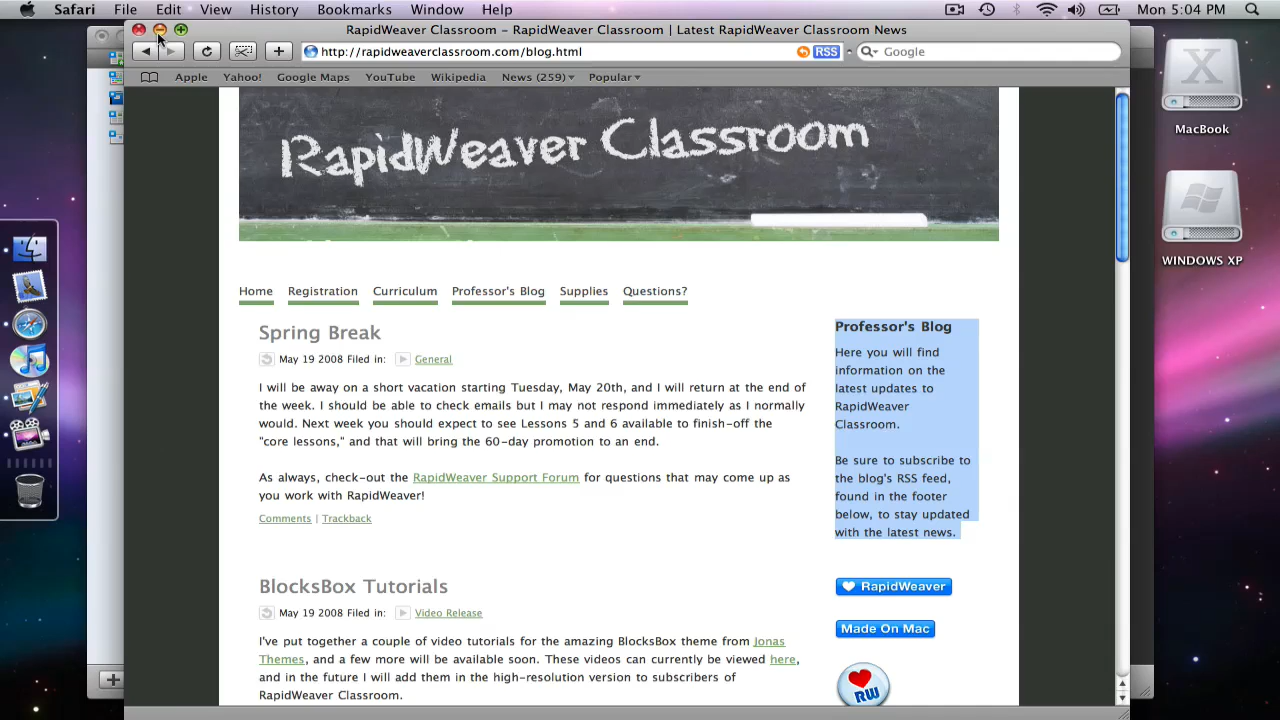 Safari File Edit View History Bookmarks Window Help Mon 5:04 PM
RapidWeaver Classroom – RapidWeaver Classroom | Latest RapidWeaver Classroom News
http://rapidweaverclassroom.com/blog.html RSS Google
Apple Yahoo! Google Maps YouTube Wikipedia News (259) Popular
RapidWeaver Classroom
MacBook
WINDOWS XP
Home Registration Curriculum Professor's Blog Supplies Questions?
Spring Break
May 19 2008 Filed in: General
I will be away on a short vacation starting Tuesday, May 20th, and I will return at the end of
the week. I should be able to check emails but I may not respond immediately as I normally
would. Next week you should expect to see Lessons 5 and 6 available to finish-off the
"core lessons," and that will bring the 60-day promotion to an end.
As always, check-out the RapidWeaver Support Forum for questions that may come up as
you work with RapidWeaver!
Comments | Trackback
BlocksBox Tutorials
May 19 2008 Filed in: Video Release
I've put together a couple of video tutorials for the amazing BlocksBox theme from Jonas
Themes, and a few more will be available soon. These videos can currently be viewed here,
and in the future I will add them in the high-resolution version to subscribers of
RapidWeaver Classroom.
Professor's Blog
Here you will find
information on the
latest updates to
RapidWeaver
Classroom.
Be sure to subscribe to
the blog's RSS feed,
found in the footer
below, to stay updated
with the latest news.
RapidWeaver
Made On Mac
RW